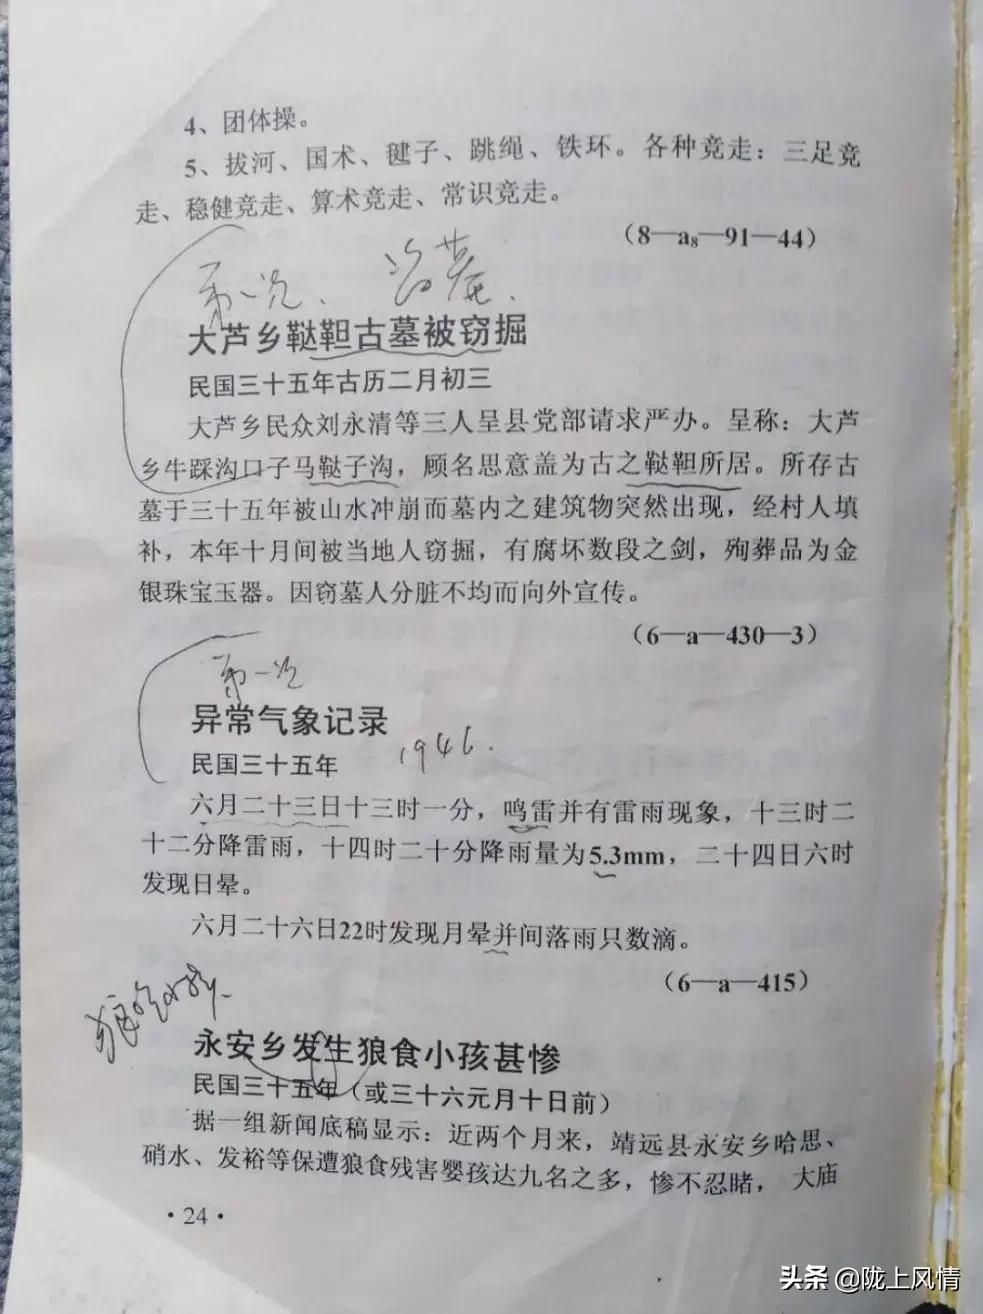 4、团体操。
5、拔河、国术、毽子、跳绳、铁环。各种竞走：三足竞
走、稳健竞走、算术竞走、常识竞走。
（8—a₈—91—44）
第一次、 盗墓.
大芦乡鞑靼古墓被窃掘
民国三十五年古历二月初三
大芦乡民众刘永清等三人呈县党部请求严办。呈称：大芦
乡牛踩沟口子马鞑子沟，顾名思意盖为古之鞑靼所居。所存古
墓于三十五年被山水冲崩而墓内之建筑物突然出现，经村人填
补，本年十月间被当地人窃掘，有腐坏数段之剑，殉葬品为金
银珠宝玉器。因窃墓人分脏不均而向外宣传。
（6—a—430—3）
第一次
异常气象记录
民国三十五年 1946.
六月二十三日十三时一分，鸣雷并有雷雨现象，十三时二
十二分降雷雨，十四时二十分降雨量为5.3mm，二十四日六时
发现日晕。
六月二十六日22时发现月晕并间落雨只数滴。
（6—a—415）
狼吃小孩.
永安乡发生狼食小孩甚惨
民国三十五年（或三十六元月十日前）
据一组新闻底稿显示：近两个月来，靖远县永安乡哈思、
硝水、发裕等保遭狼食残害婴孩达九名之多，惨不忍睹，大庙
·24·
头条 @陇上风情